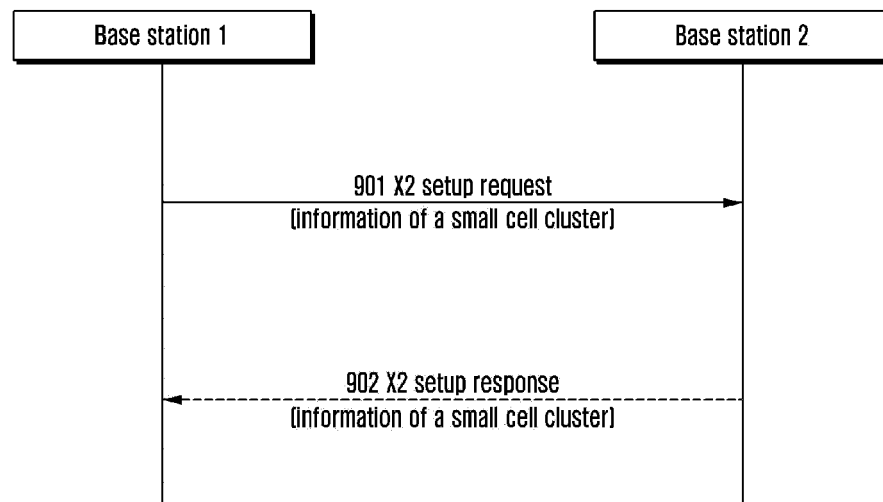 Base station 1
Base station 2
901 X2 setup request
(information of a small cell cluster)
902 X2 setup response
(information of a small cell cluster)